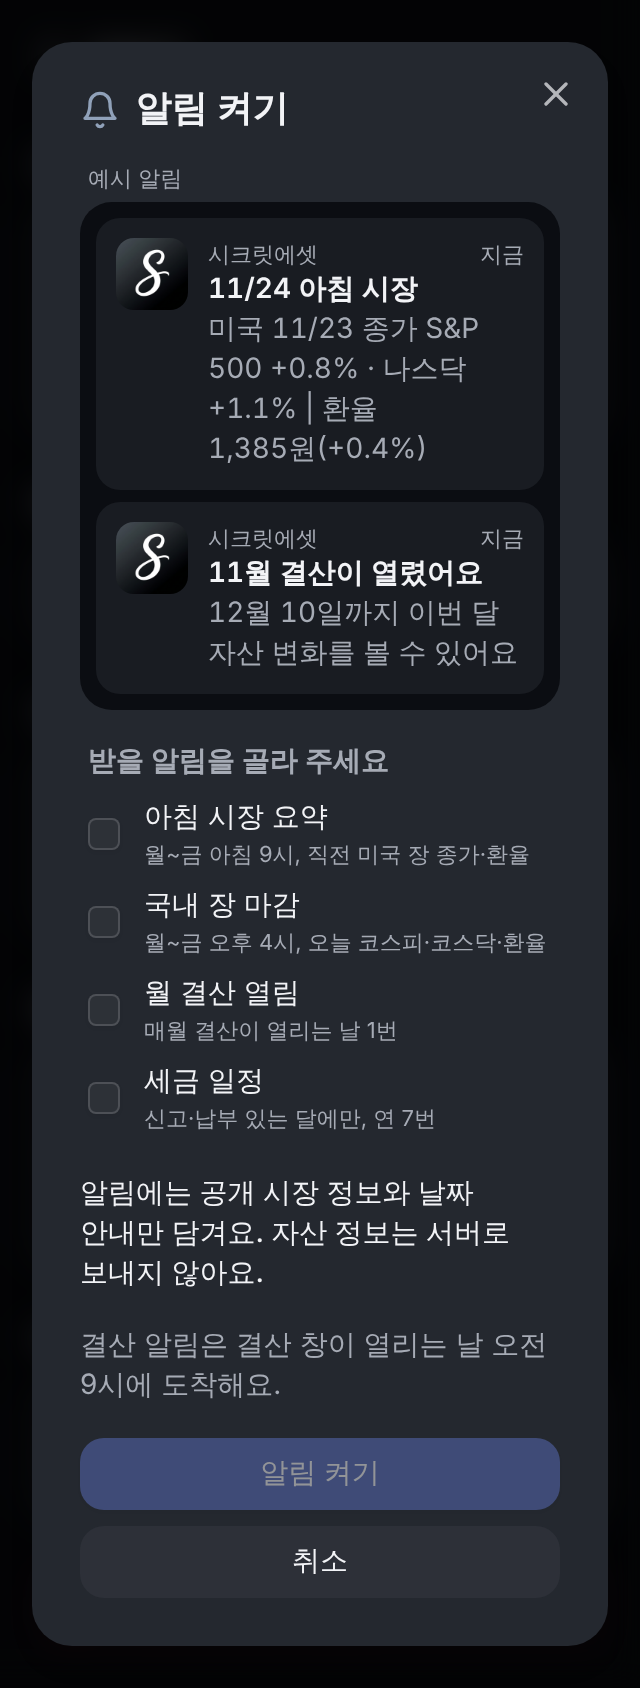 알림 켜기
예시 알림
시크릿에셋 지금
11/24 아침 시장
미국 11/23 종가 S&P
500 +0.8% · 나스닥
+1.1% | 환율
1,385원(+0.4%)
시크릿에셋 지금
11월 결산이 열렸어요
12월 10일까지 이번 달
자산 변화를 볼 수 있어요
받을 알림을 골라 주세요
아침 시장 요약
월~금 아침 9시, 직전 미국 장 종가·환율
국내 장 마감
월~금 오후 4시, 오늘 코스피·코스닥·환율
월 결산 열림
매월 결산이 열리는 날 1번
세금 일정
신고·납부 있는 달에만, 연 7번
알림에는 공개 시장 정보와 날짜
안내만 담겨요. 자산 정보는 서버로
보내지 않아요.
결산 알림은 결산 창이 열리는 날 오전
9시에 도착해요.
알림 켜기
취소